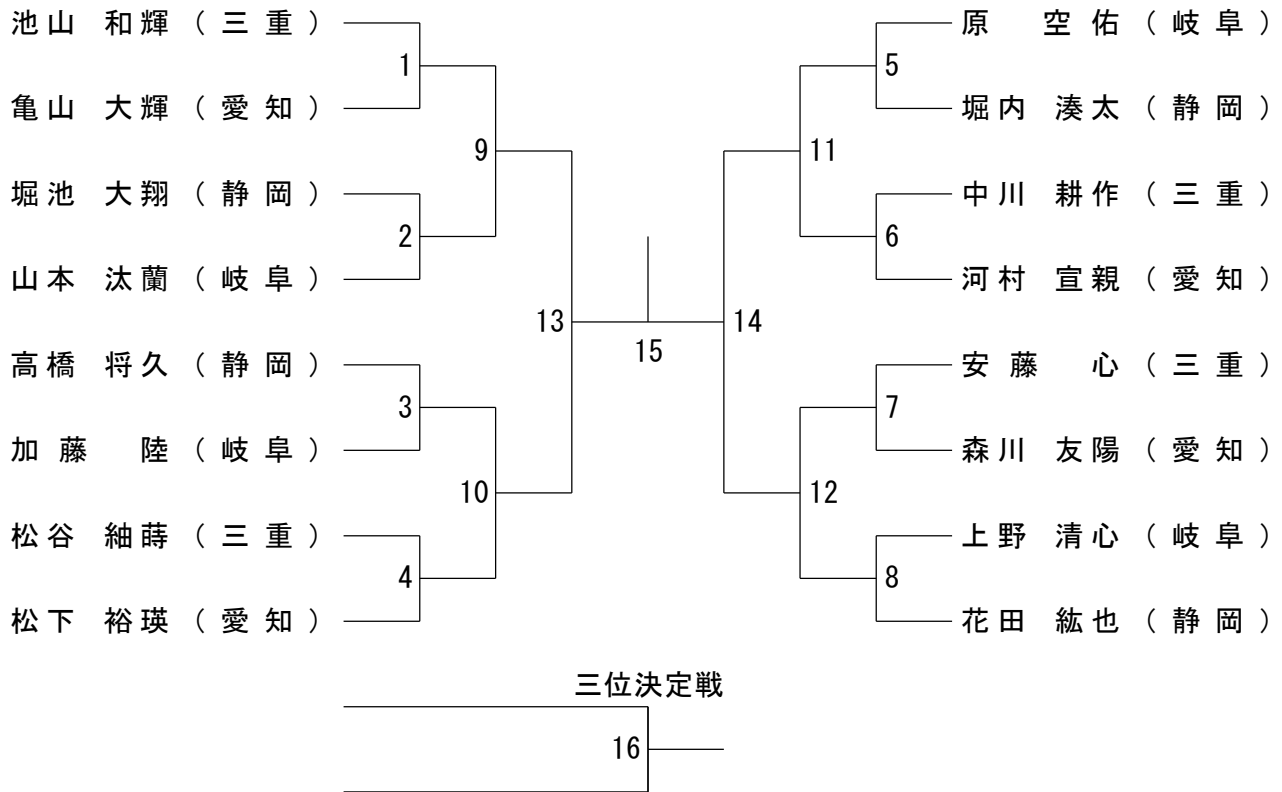 池山 和輝（三重）
1
亀山 大輝（愛知）
9
堀池 大翔（静岡）
2
山本 汰蘭（岐阜）
13
高橋 将久（静岡）
3
加藤 陸（岐阜）
10
松谷 紬蒔（三重）
4
松下 裕瑛（愛知）
15
原 空佑（岐阜）
5
堀内 湊太（静岡）
11
中川 耕作（三重）
6
河村 宣親（愛知）
14
安藤 心（三重）
7
森川 友陽（愛知）
12
上野 清心（岐阜）
8
花田 紘也（静岡）
三位決定戦
16